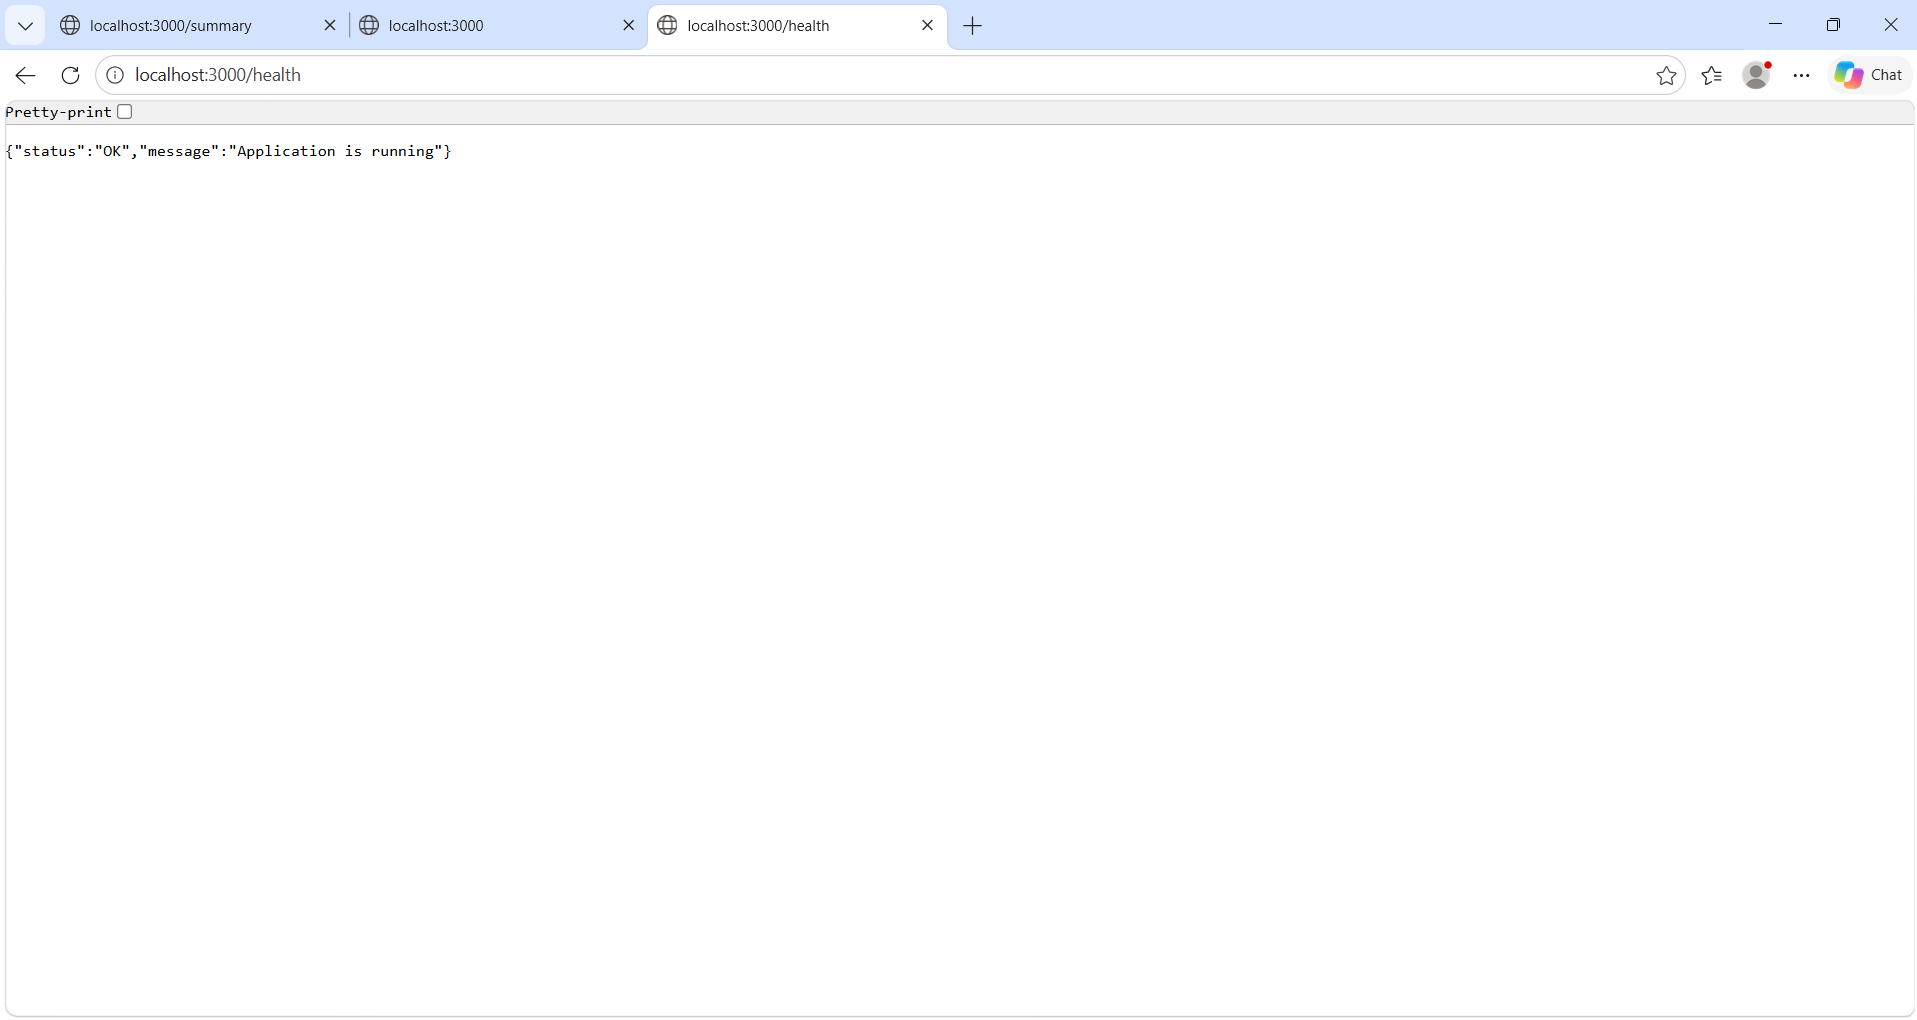 localhost:3000/summary
localhost:3000
localhost:3000/health
localhost:3000/health
Chat
Pretty-print
{"status":"OK","message":"Application is running"}